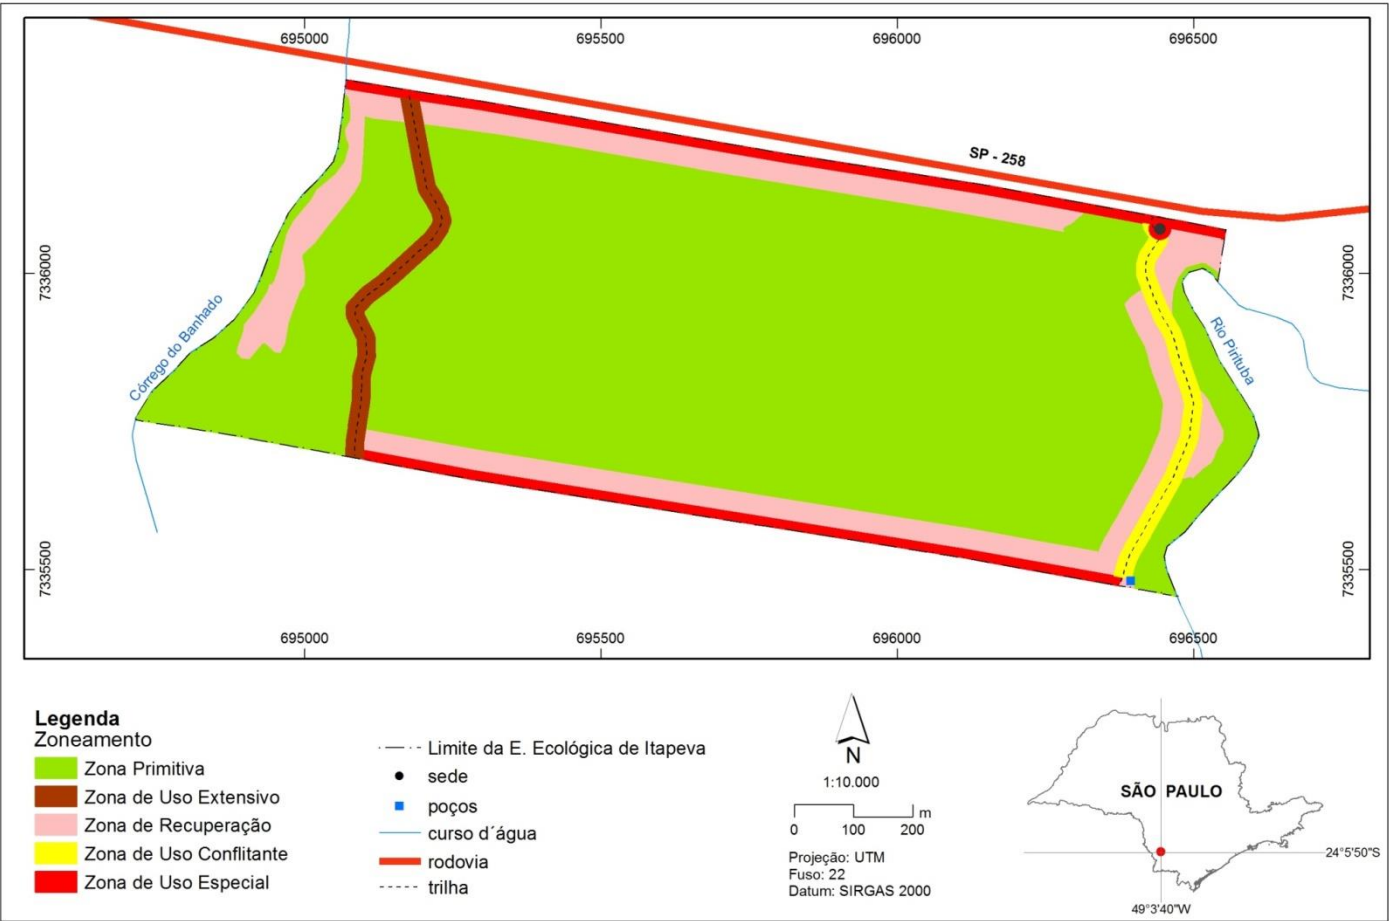 695000
695500
696000
696500
SP - 258
7336000
7336000
Córrego do Banhado
Rio Pirituba
7335500
7335500
695000
695500
696000
696500
Legenda
Zoneamento
Zona Primitiva
Zona de Uso Extensivo
Zona de Recuperação
Zona de Uso Conflitante
Zona de Uso Especial
Limite da E. Ecológica de Itapeva
sede
poços
curso d´água
rodovia
trilha
N
1:10.000
m
0 100 200
Projeção: UTM
Fuso: 22
Datum: SIRGAS 2000
SÃO PAULO
24°5'50"S
49°3'40"W